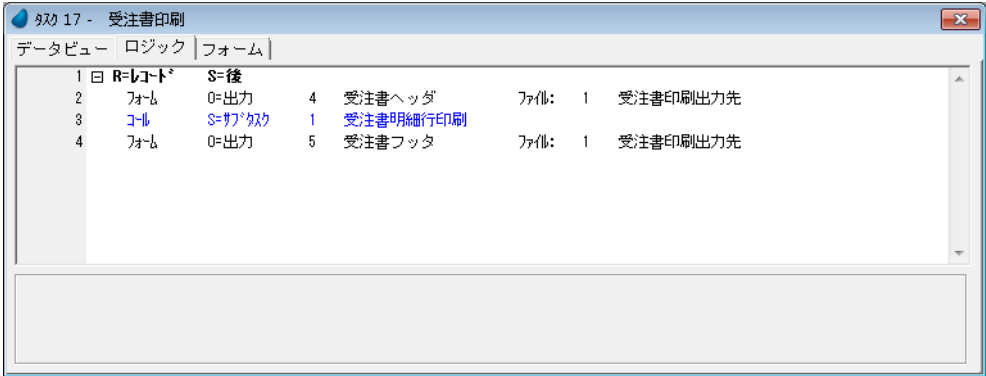 ﾀｽｸ 17 - 受注書印刷
データビュー ロジック フォーム
1 R=ﾚｺｰﾄﾞ S=後
2 ﾌｫｰﾑ O=出力 4 受注書ヘッダ ﾌｧｲﾙ: 1 受注書印刷出力先
3 ｺｰﾙ S=ｻﾌﾞﾀｽｸ 1 受注書明細行印刷
4 ﾌｫｰﾑ O=出力 5 受注書フッタ ﾌｧｲﾙ: 1 受注書印刷出力先